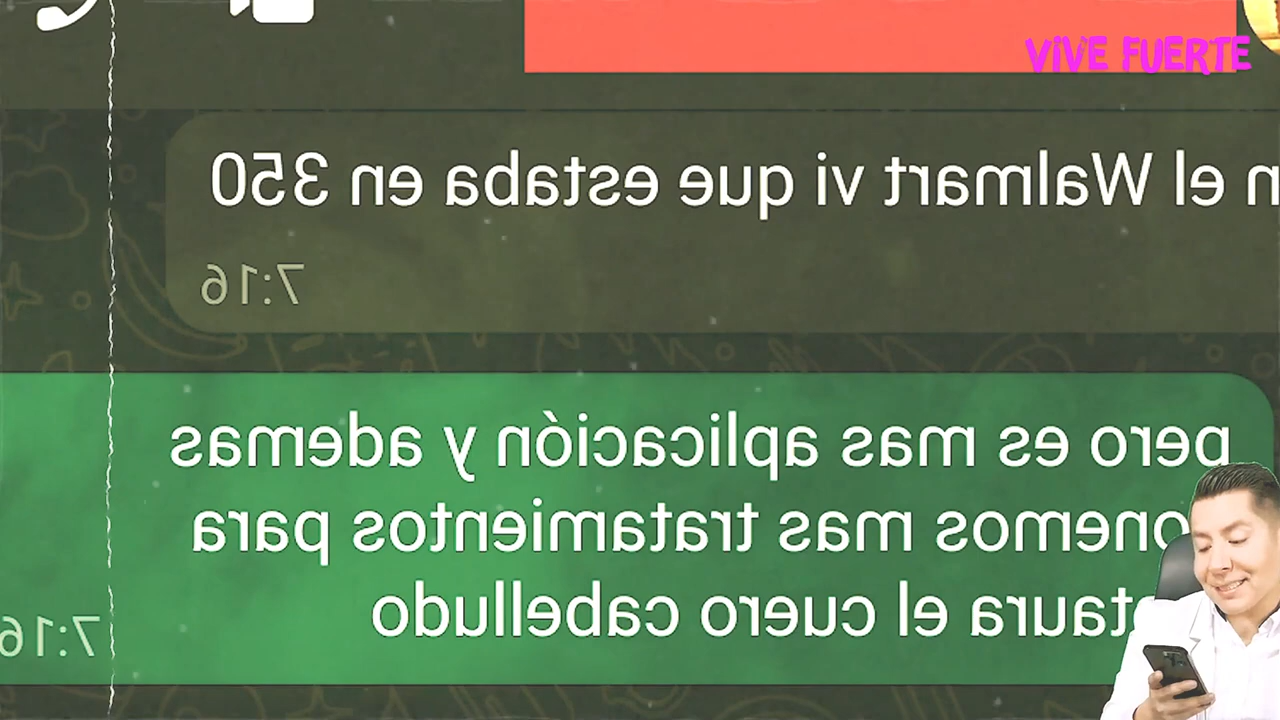 VIVE FUERTE
el Walmart vi que estaba en 350
7:16
pero es mas aplicación y ademas
mas tratamientos para
el cuero cabelludo
7:16